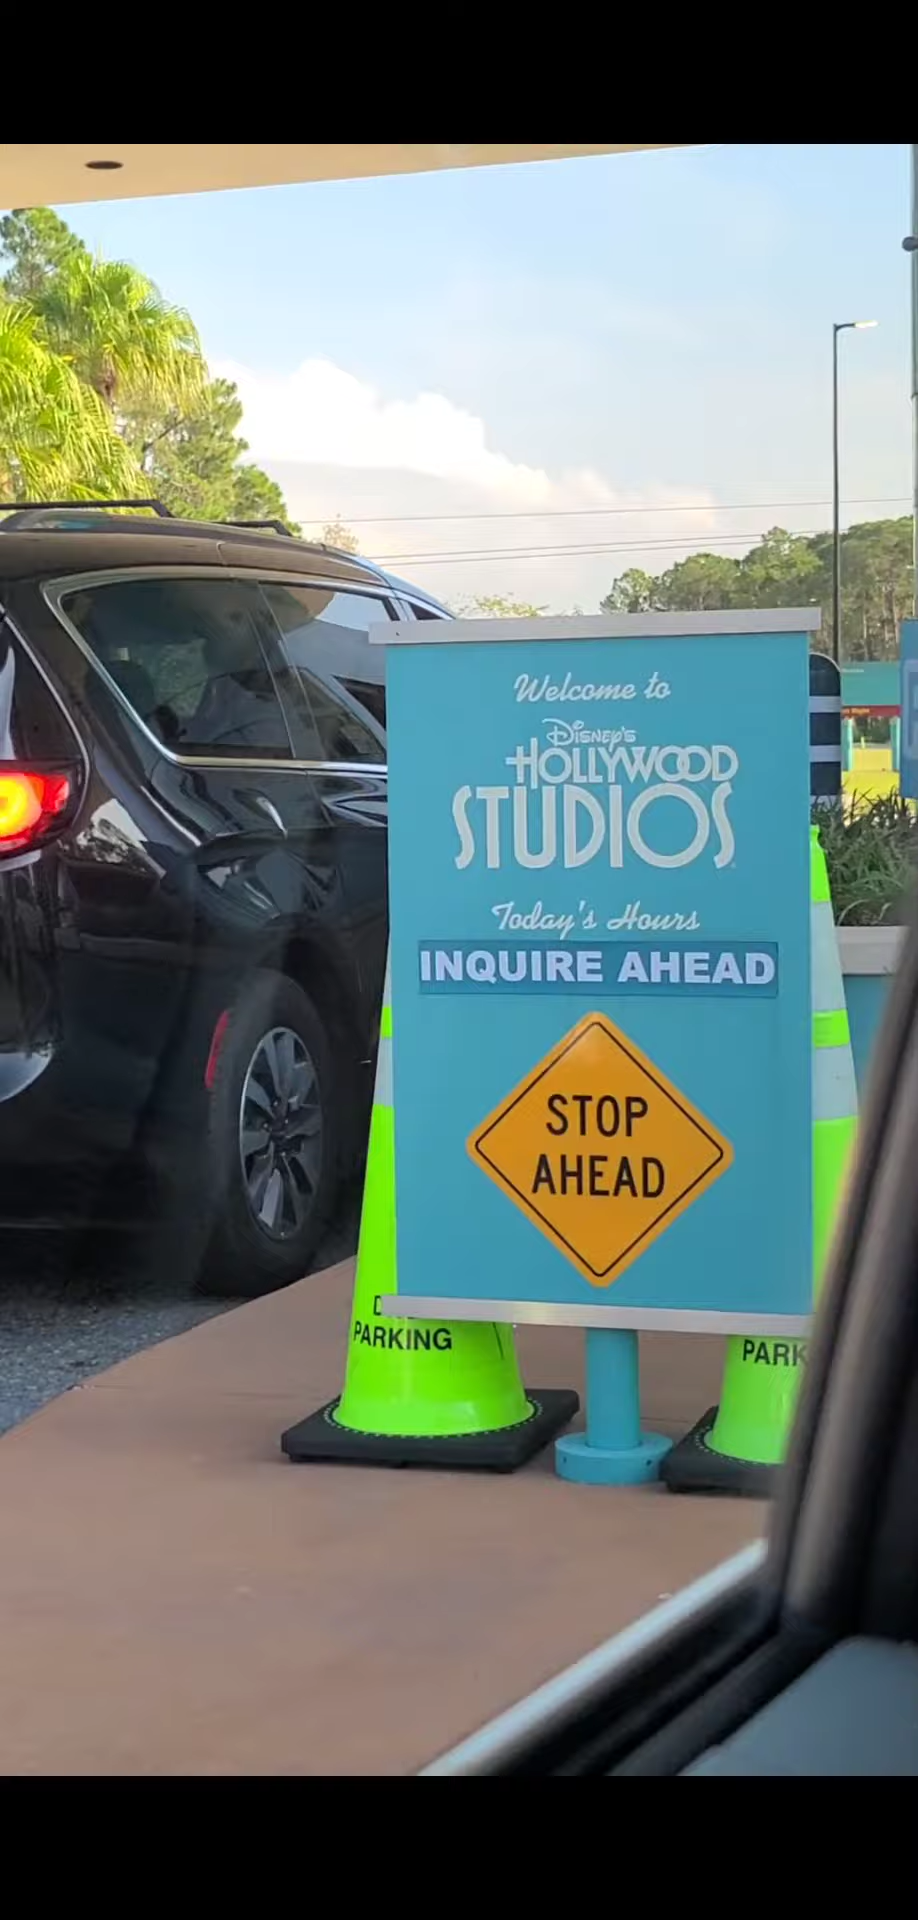 Welcome to
Disney's
HOLLYWOOD
STUDIOS
Today's Hours
INQUIRE AHEAD
STOP
AHEAD
PARKING
PARK